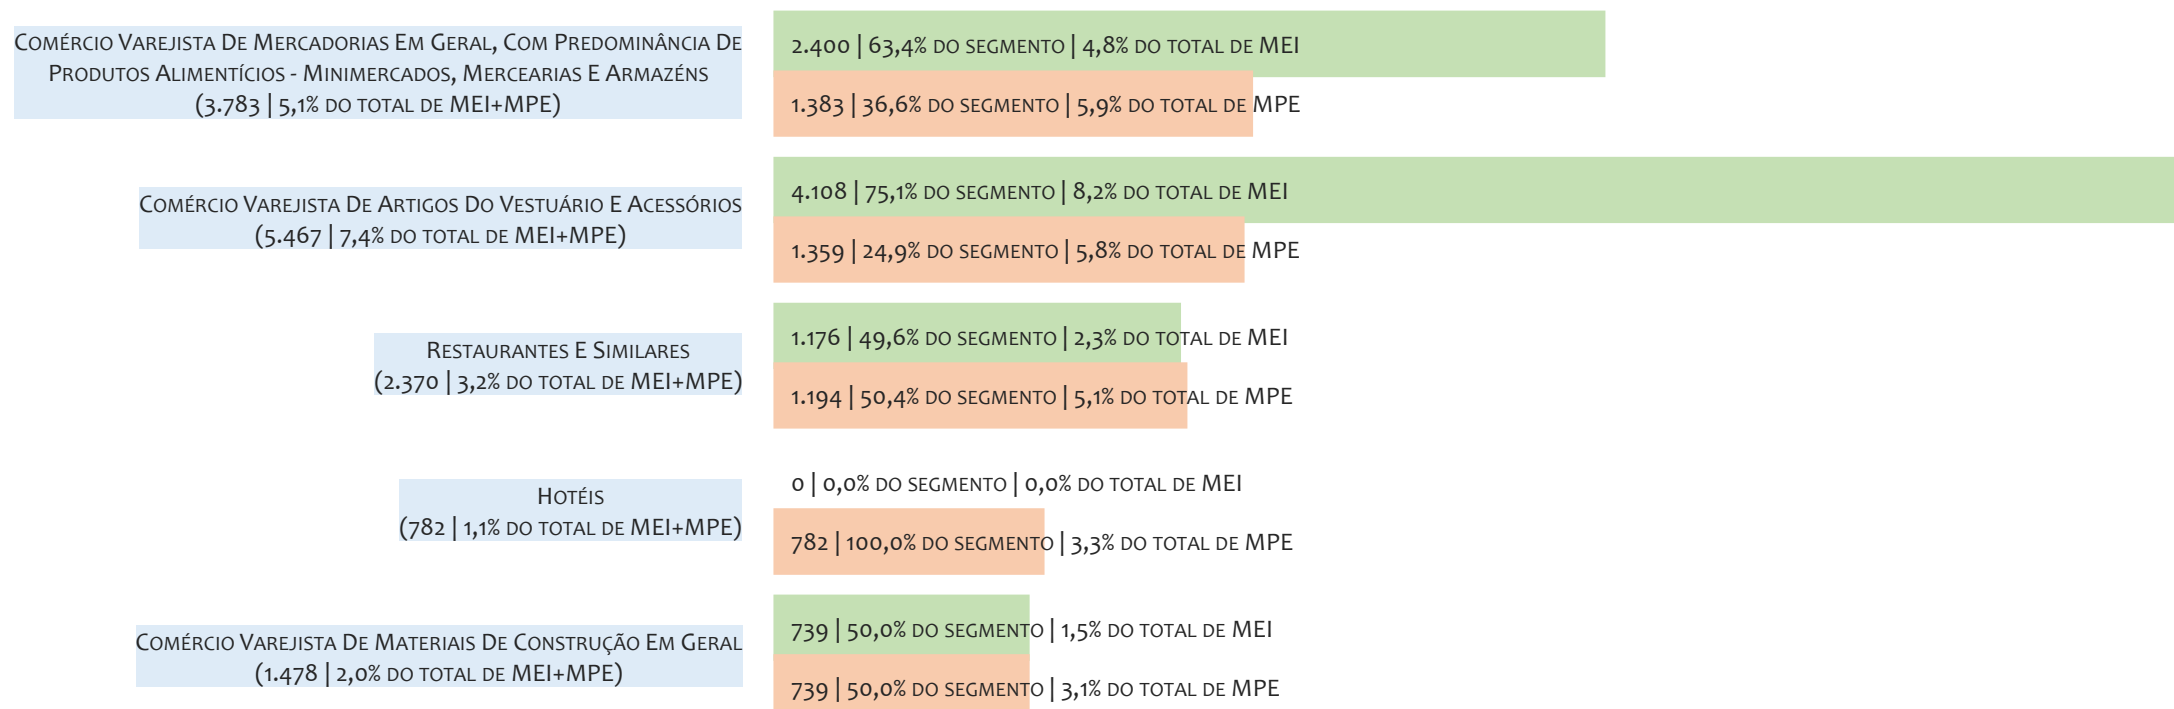 Comércio Varejista De Mercadorias Em Geral, Com Predominância De
Produtos Alimentícios - Minimercados, Mercearias E Armazéns
(3.783 | 5,1% do total de MEI+MPE)
2.400 | 63,4% do segmento | 4,8% do total de MEI
1.383 | 36,6% do segmento | 5,9% do total de MPE
Comércio Varejista De Artigos Do Vestuário E Acessórios
(5.467 | 7,4% do total de MEI+MPE)
4.108 | 75,1% do segmento | 8,2% do total de MEI
1.359 | 24,9% do segmento | 5,8% do total de MPE
Restaurantes E Similares
(2.370 | 3,2% do total de MEI+MPE)
1.176 | 49,6% do segmento | 2,3% do total de MEI
1.194 | 50,4% do segmento | 5,1% do total de MPE
Hotéis
(782 | 1,1% do total de MEI+MPE)
0 | 0,0% do segmento | 0,0% do total de MEI
782 | 100,0% do segmento | 3,3% do total de MPE
Comércio Varejista De Materiais De Construção Em Geral
(1.478 | 2,0% do total de MEI+MPE)
739 | 50,0% do segmento | 1,5% do total de MEI
739 | 50,0% do segmento | 3,1% do total de MPE